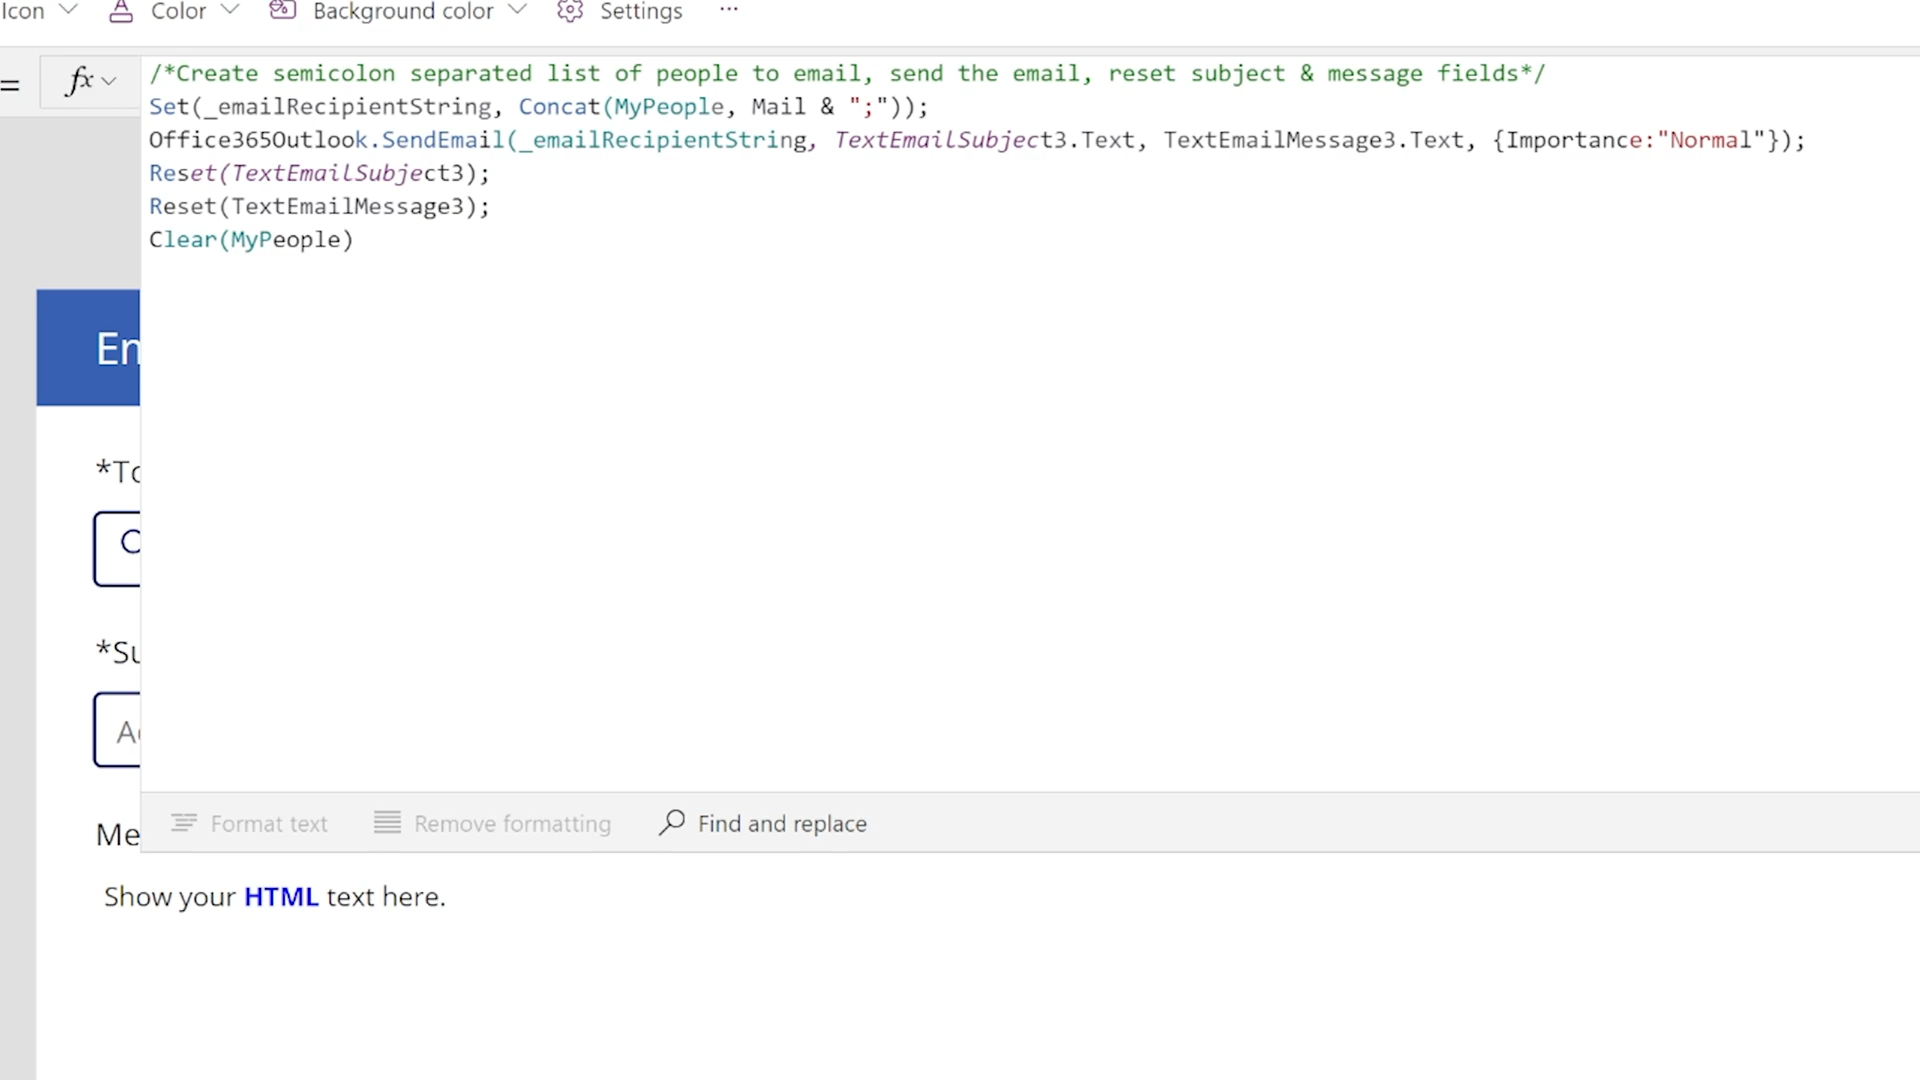 Icon Color Background color Settings ...
= fx
/*Create semicolon separated list of people to email, send the email, reset subject & message fields*/
Set(_emailRecipientString, Concat(MyPeople, Mail & ";"));
Office365Outlook.SendEmail(_emailRecipientString, TextEmailSubject3.Text, TextEmailMessage3.Text, {Importance:"Normal"});
Reset(TextEmailSubject3);
Reset(TextEmailMessage3);
Clear(MyPeople)
Em
*To
*Su
Format text Remove formatting Find and replace
Me
Show your HTML text here.